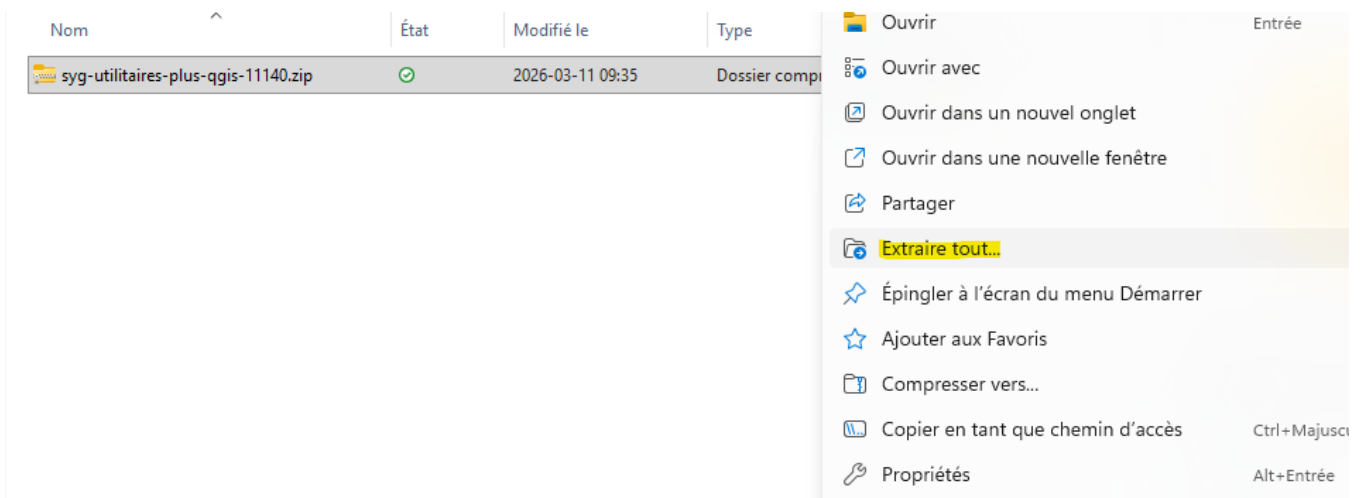 Nom État Modifié le Type
syg-utilitaires-plus-qgis-11140.zip 2026-03-11 09:35 Dossier
Ouvrir Entrée
Ouvrir avec
Ouvrir dans un nouvel onglet
Ouvrir dans une nouvelle fenêtre
Partager
Extraire tout...
Épingler à l'écran du menu Démarrer
Ajouter aux Favoris
Compresser vers...
Copier en tant que chemin d'accès
Propriétés Alt+Entrée